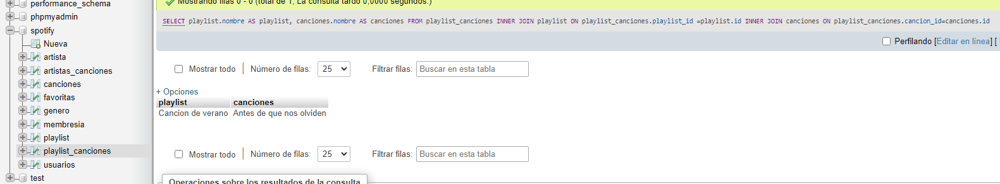 performance_schema
phpmyadmin
spotify
Nueva
artista
artistas_canciones
canciones
favoritas
genero
membresia
playlist
playlist_canciones
usuarios
test
Mostrando filas 0 - 0 (total de 1, La consulta tardó 0,0000 segundos.)
SELECT playlist.nombre AS playlist, canciones.nombre AS canciones FROM playlist_canciones INNER JOIN playlist ON playlist_canciones.playlist_id =playlist.id INNER JOIN canciones ON playlist_canciones.cancion_id=canciones.id
Perfilando [Editar en línea] [
Mostrar todo | Número de filas: 25 Filtrar filas: Buscar en esta tabla
+ Opciones
playlist canciones
Cancion de verano Antes de que nos olviden
Mostrar todo | Número de filas: 25 Filtrar filas: Buscar en esta tabla
Operaciones sobre los resultados de la consulta